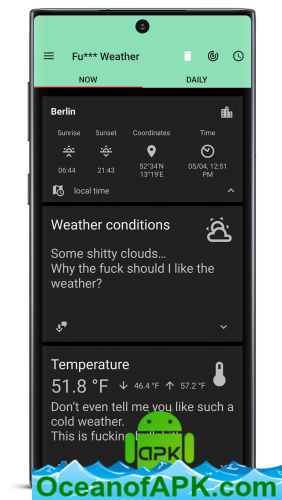 Fu*** Weather
NOW DAILY
Berlin
Sunrise Sunset Coordinates Time
06:44 21:43 52°34'N 13°19'E 05/04, 12:51 PM
local time
Weather conditions
Some shitty clouds...
Why the fuck should I like the
weather?
Temperature
51.8 °F 46.4 °F 57.2 °F
Don't even tell me you like such a
cold weather.
This is fucking
APK
OceanofAPK.com